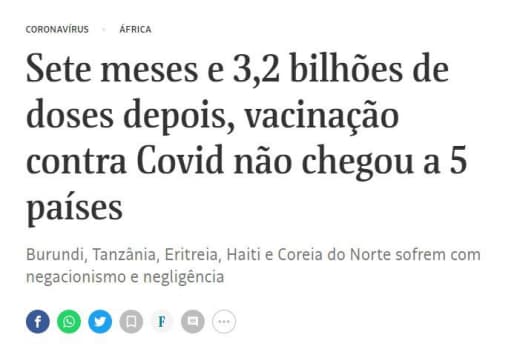 CORONAVÍRUS ÁFRICA
Sete meses e 3,2 bilhões de
doses depois, vacinação
contra Covid não chegou a 5
países
Burundi, Tanzânia, Eritreia, Haiti e Coreia do Norte sofrem com
negacionismo e negligência
f F